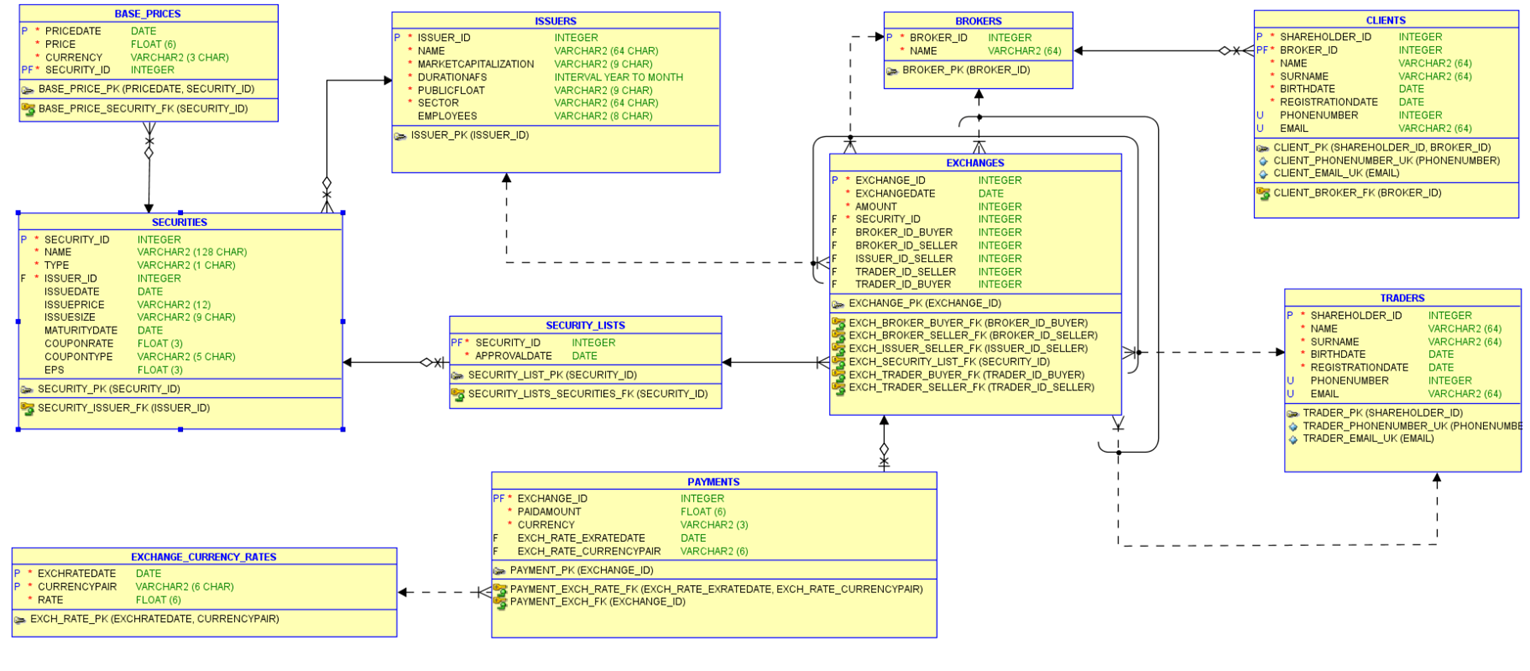 BASE_PRICES
P * PRICEDATE DATE
* PRICE FLOAT (6)
* CURRENCY VARCHAR2 (3 CHAR)
PF * SECURITY_ID INTEGER
BASE_PRICE_PK (PRICEDATE, SECURITY_ID)
BASE_PRICE_SECURITY_FK (SECURITY_ID)
ISSUERS
P * ISSUER_ID INTEGER
* NAME VARCHAR2 (64 CHAR)
* MARKETCAPITALIZATION VARCHAR2 (9 CHAR)
* DURATIONAFS INTERVAL YEAR TO MONTH
* PUBLICFLOAT VARCHAR2 (9 CHAR)
* SECTOR VARCHAR2 (64 CHAR)
EMPLOYEES VARCHAR2 (8 CHAR)
ISSUER_PK (ISSUER_ID)
BROKERS
P * BROKER_ID INTEGER
* NAME VARCHAR2 (64)
BROKER_PK (BROKER_ID)
CLIENTS
P * SHAREHOLDER_ID INTEGER
PF * BROKER_ID INTEGER
* NAME VARCHAR2 (64)
* SURNAME VARCHAR2 (64)
* BIRTHDATE DATE
* REGISTRATIONDATE DATE
U PHONENUMBER INTEGER
U EMAIL VARCHAR2 (64)
CLIENT_PK (SHAREHOLDER_ID, BROKER_ID)
CLIENT_PHONENUMBER_UK (PHONENUMBER)
CLIENT_EMAIL_UK (EMAIL)
CLIENT_BROKER_FK (BROKER_ID)
SECURITIES
P * SECURITY_ID INTEGER
* NAME VARCHAR2 (128 CHAR)
* TYPE VARCHAR2 (1 CHAR)
F * ISSUER_ID INTEGER
ISSUEDATE DATE
ISSUEPRICE VARCHAR2 (12)
ISSUESIZE VARCHAR2 (9 CHAR)
MATURITYDATE DATE
COUPONRATE FLOAT (3)
COUPONTYPE VARCHAR2 (5 CHAR)
EPS FLOAT (3)
SECURITY_PK (SECURITY_ID)
SECURITY_ISSUER_FK (ISSUER_ID)
SECURITY_LISTS
PF * SECURITY_ID INTEGER
* APPROVALDATE DATE
SECURITY_LIST_PK (SECURITY_ID)
SECURITY_LISTS_SECURITIES_FK (SECURITY_ID)
EXCHANGES
P * EXCHANGE_ID INTEGER
* EXCHANGEDATE DATE
* AMOUNT INTEGER
F * SECURITY_ID INTEGER
F BROKER_ID_BUYER INTEGER
F BROKER_ID_SELLER INTEGER
F ISSUER_ID_SELLER INTEGER
F TRADER_ID_SELLER INTEGER
F TRADER_ID_BUYER INTEGER
EXCHANGE_PK (EXCHANGE_ID)
EXCH_BROKER_BUYER_FK (BROKER_ID_BUYER)
EXCH_BROKER_SELLER_FK (BROKER_ID_SELLER)
EXCH_ISSUER_SELLER_FK (ISSUER_ID_SELLER)
EXCH_SECURITY_LIST_FK (SECURITY_ID)
EXCH_TRADER_BUYER_FK (TRADER_ID_BUYER)
EXCH_TRADER_SELLER_FK (TRADER_ID_SELLER)
TRADERS
P * SHAREHOLDER_ID INTEGER
* NAME VARCHAR2 (64)
* SURNAME VARCHAR2 (64)
* BIRTHDATE DATE
* REGISTRATIONDATE DATE
U PHONENUMBER INTEGER
U EMAIL VARCHAR2 (64)
TRADER_PK (SHAREHOLDER_ID)
TRADER_PHONENUMBER_UK (PHONENUMBE
TRADER_EMAIL_UK (EMAIL)
PAYMENTS
PF * EXCHANGE_ID INTEGER
* PAIDAMOUNT FLOAT (6)
* CURRENCY VARCHAR2 (3)
F EXCH_RATE_EXRATEDATE DATE
F EXCH_RATE_CURRENCYPAIR VARCHAR2 (6)
PAYMENT_PK (EXCHANGE_ID)
PAYMENT_EXCH_RATE_FK (EXCH_RATE_EXRATEDATE, EXCH_RATE_CURRENCYPAIR)
PAYMENT_EXCH_FK (EXCHANGE_ID)
EXCHANGE_CURRENCY_RATES
P * EXCHRATEDATE DATE
P * CURRENCYPAIR VARCHAR2 (6 CHAR)
* RATE FLOAT (6)
EXCH_RATE_PK (EXCHRATEDATE, CURRENCYPAIR)